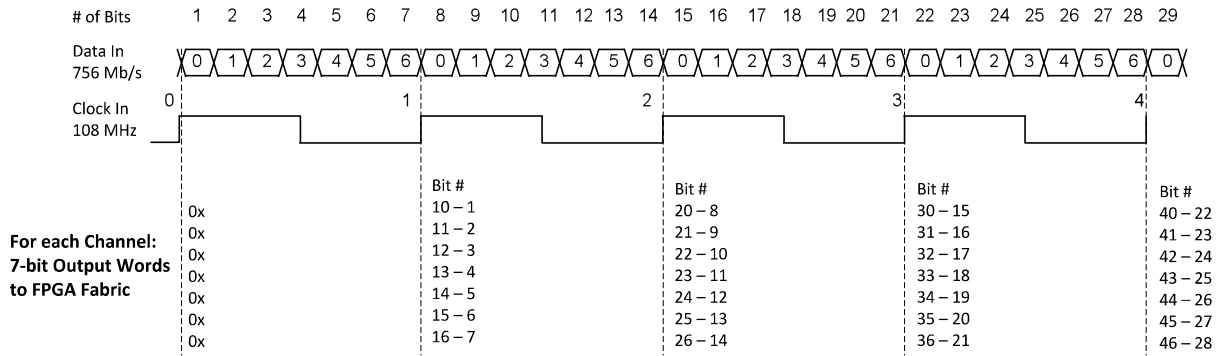 # of Bits 1 2 3 4 5 6 7 8 9 10 11 12 13 14 15 16 17 18 19 20 21 22 23 24 25 26 27 28 29
Data In
756 Mb/s
0 1 2 3 4 5 6 0 1 2 3 4 5 6 0 1 2 3 4 5 6 0 1 2 3 4 5 6 0
0 1 2 3 4
Clock In
108 MHz
For each Channel:
7-bit Output Words
to FPGA Fabric
0x
0x
0x
0x
0x
0x
0x
Bit #
10 – 1
11 – 2
12 – 3
13 – 4
14 – 5
15 – 6
16 – 7
Bit #
20 – 8
21 – 9
22 – 10
23 – 11
24 – 12
25 – 13
26 – 14
Bit #
30 – 15
31 – 16
32 – 17
33 – 18
34 – 19
35 – 20
36 – 21
Bit #
40 – 22
41 – 23
42 – 24
43 – 25
44 – 26
45 – 27
46 – 28